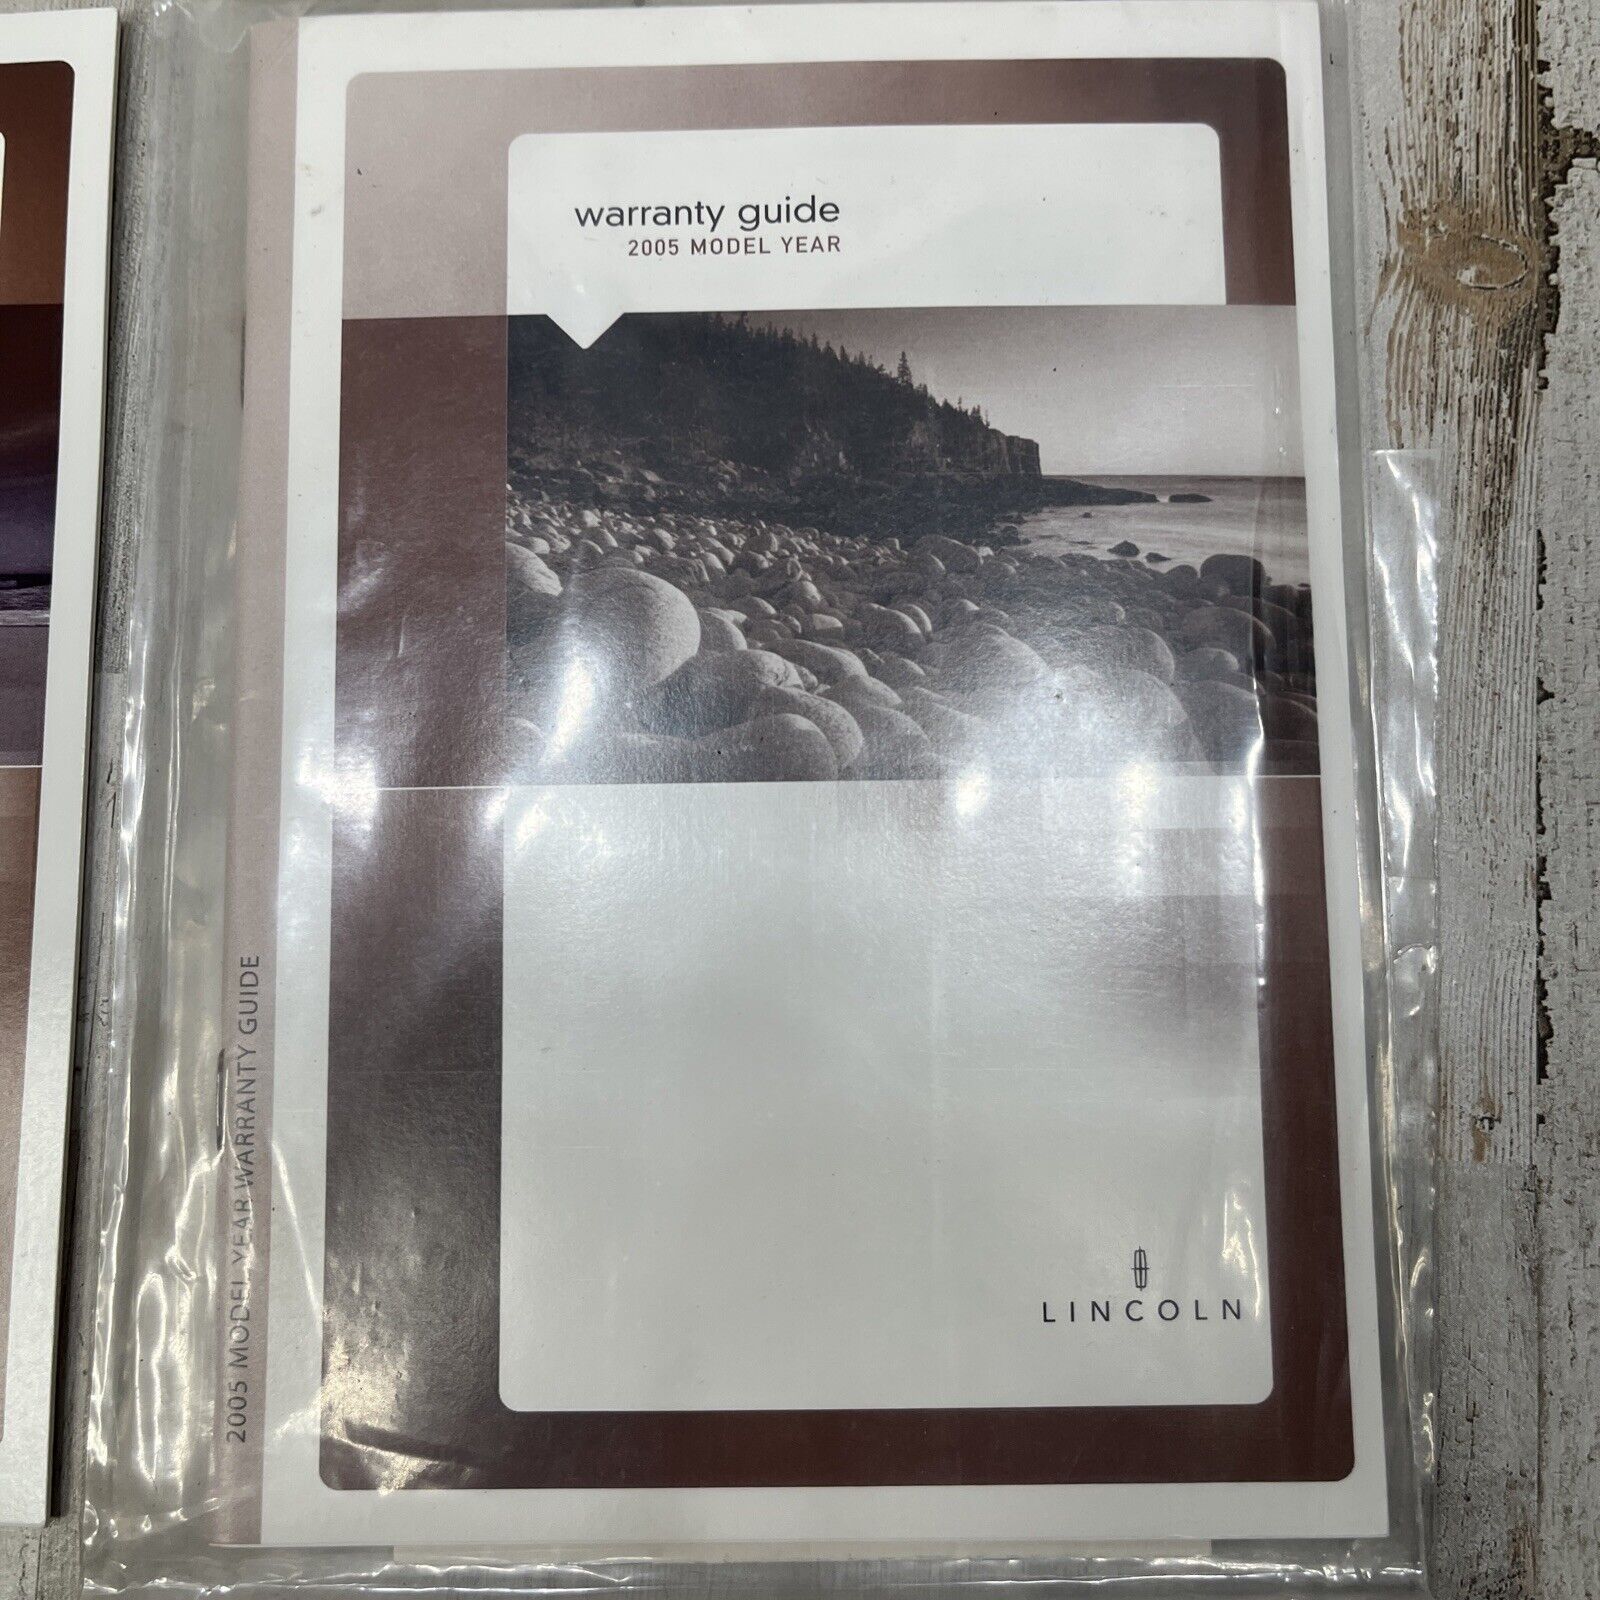 warranty guide
2005 MODEL YEAR
2005 MODEL YEAR WARRANTY GUIDE
LINCOLN